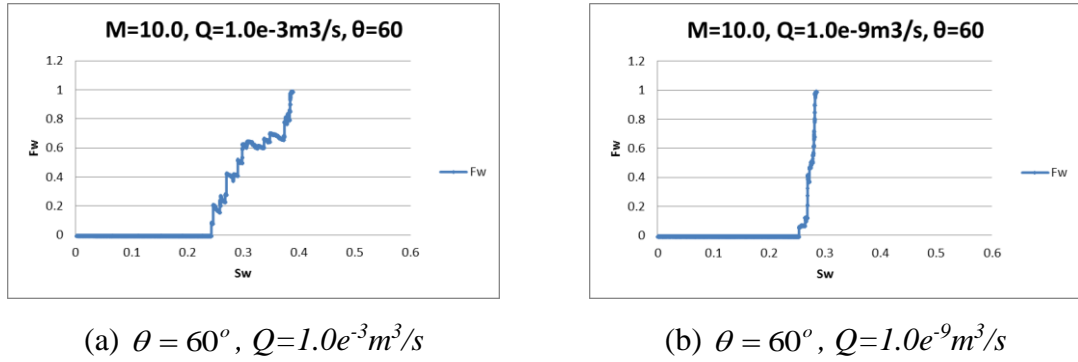 M=10.0, Q=1.0e-3m3/s, θ=60
1.2
1
0.8
0.6
0.4
0.2
0
Fw
0 0.1 0.2 0.3 0.4 0.5 0.6
Sw
Fw
(a) θ = 60°, Q=1.0e⁻³m³/s
M=10.0, Q=1.0e-9m3/s, θ=60
1.2
1
0.8
0.6
0.4
0.2
0
Fw
0 0.1 0.2 0.3 0.4 0.5 0.6
Sw
Fw
(b) θ = 60°, Q=1.0e⁻⁹m³/s